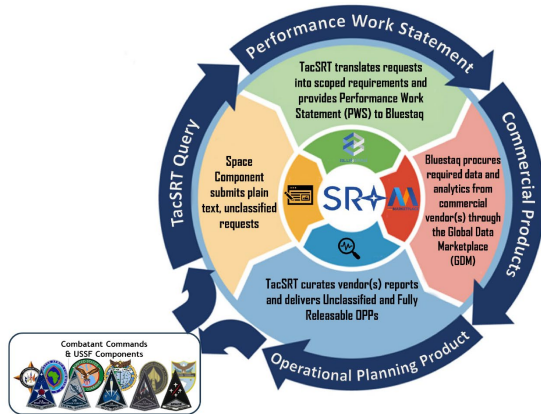 Performance Work Statement
TacSRT translates requests
into scoped requirements and
provides Performance Work
Statement (PWS) to Bluestaq
Commercial Products
Bluestaq procures
required data and
analytics from
commercial
vendor(s) through
the Global Data
Marketplace
(GDM)
TacSRT Query
Space
Component
submits plain
text, unclassified
requests
SR
TacSRT curates vendor(s) reports
and delivers Unclassified and Fully
Releasable OPPs
Operational Planning Product
Combatant Commands
& USSF Components